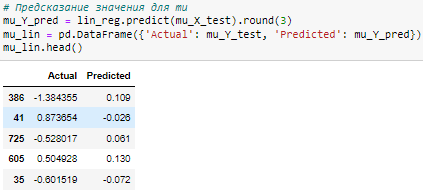 # Предсказание значения для mu
mu_Y_pred = lin_reg.predict(mu_X_test).round(3)
mu_lin = pd.DataFrame({'Actual': mu_Y_test, 'Predicted': mu_Y_pred})
mu_lin.head()
Actual Predicted
386 -1.384355 0.109
41 0.873654 -0.026
725 -0.528017 0.061
605 0.504928 0.130
35 -0.601519 -0.072